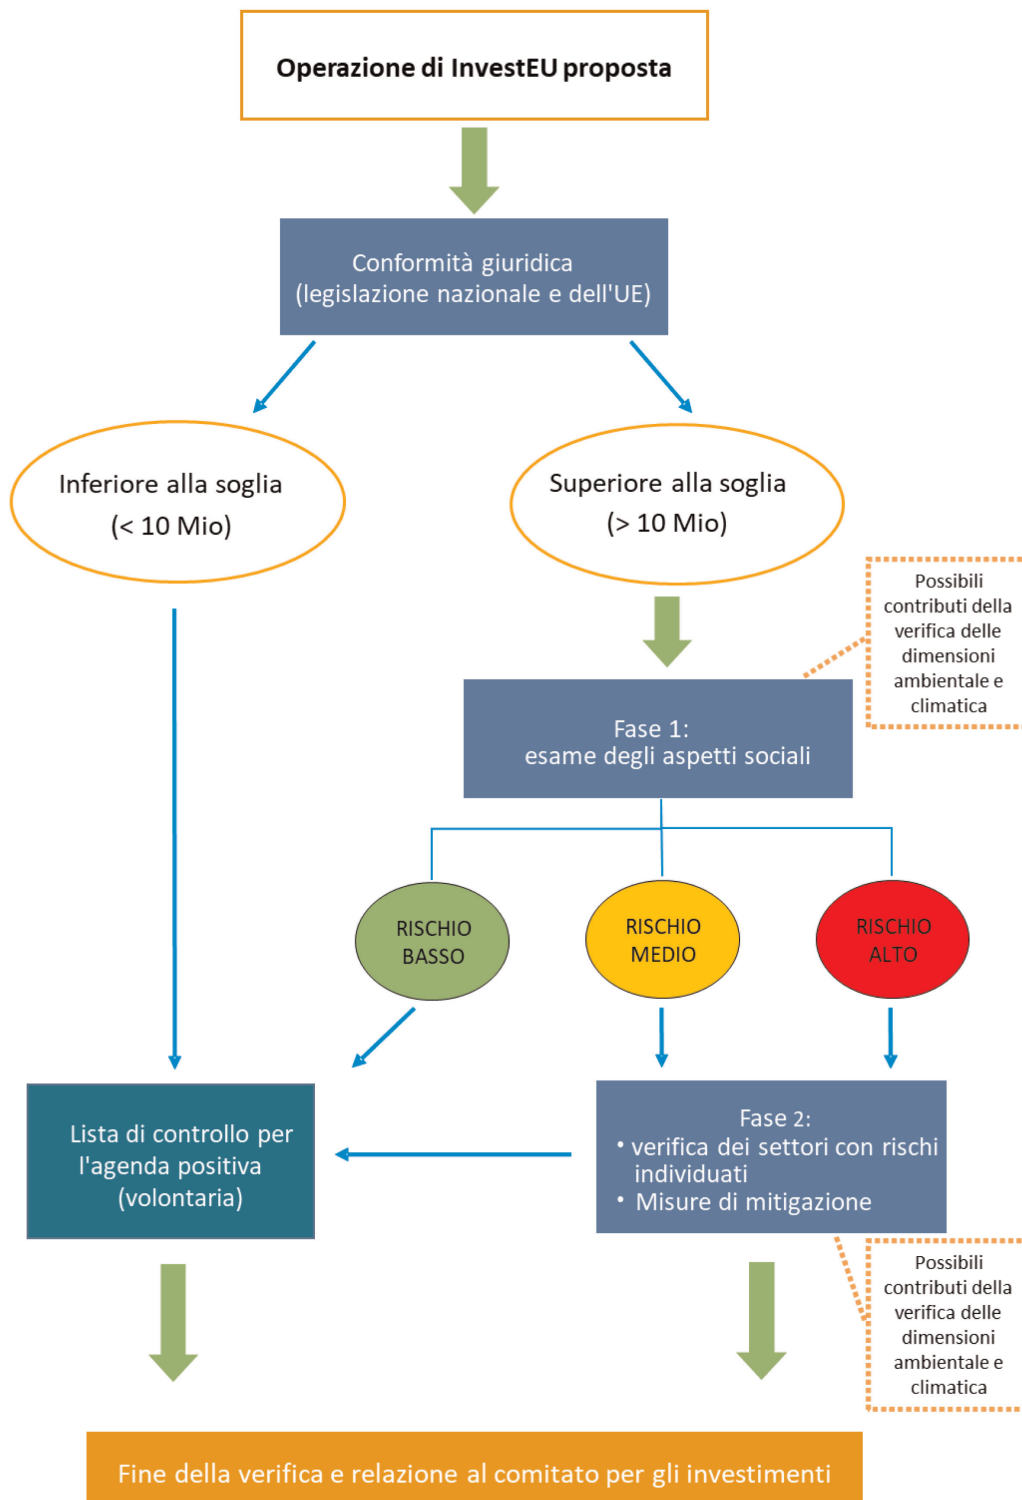 Operazione di InvestEU proposta
Conformità giuridica
(legislazione nazionale e dell'UE)
Inferiore alla soglia
(< 10 Mio)
Superiore alla soglia
(> 10 Mio)
Possibili
contributi della
verifica delle
dimensioni
ambientale e
climatica
Fase 1:
esame degli aspetti sociali
RISCHIO
BASSO
RISCHIO
MEDIO
RISCHIO
ALTO
Lista di controllo per
l'agenda positiva
(volontaria)
Fase 2:
• verifica dei settori con rischi
individuati
• Misure di mitigazione
Possibili
contributi della
verifica delle
dimensioni
ambientale e
climatica
Fine della verifica e relazione al comitato per gli investimenti